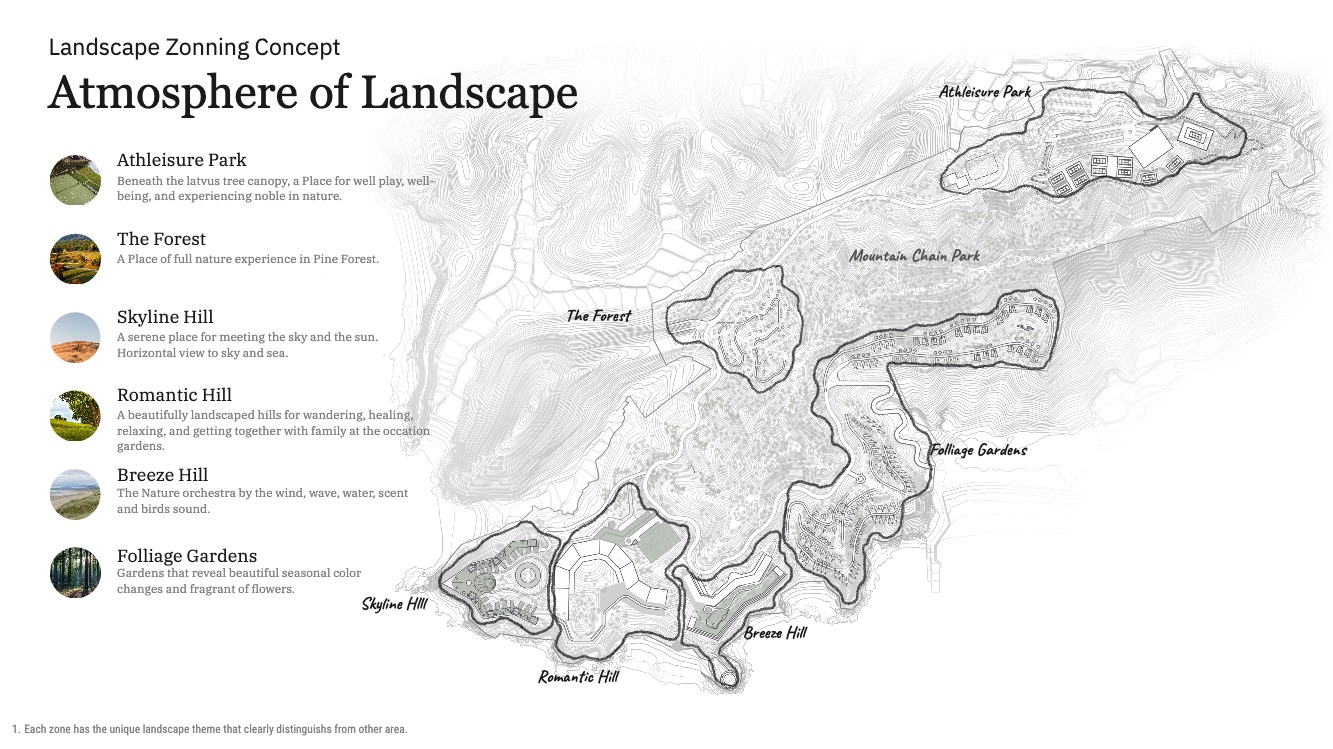 Landscape Zonning Concept
Atmosphere of Landscape
Athleisure Park
Beneath the latvus tree canopy, a Place for well play, well-
being, and experiencing noble in nature.
The Forest
A Place of full nature experience in Pine Forest.
Skyline Hill
A serene place for meeting the sky and the sun.
Horizontal view to sky and sea.
Romantic Hill
A beautifully landscaped hills for wandering, healing,
relaxing, and getting together with family at the occation
gardens.
Breeze Hill
The Nature orchestra by the wind, wave, water, scent
and birds sound.
Folliage Gardens
Gardens that reveal beautiful seasonal color
changes and fragrant of flowers.
Athleisure Park
Mountain Chain Park
The Forest
Folliage Gardens
Skyline HIll
Breeze Hill
Romantic Hill
1. Each zone has the unique landscape theme that clearly distinguishs from other area.